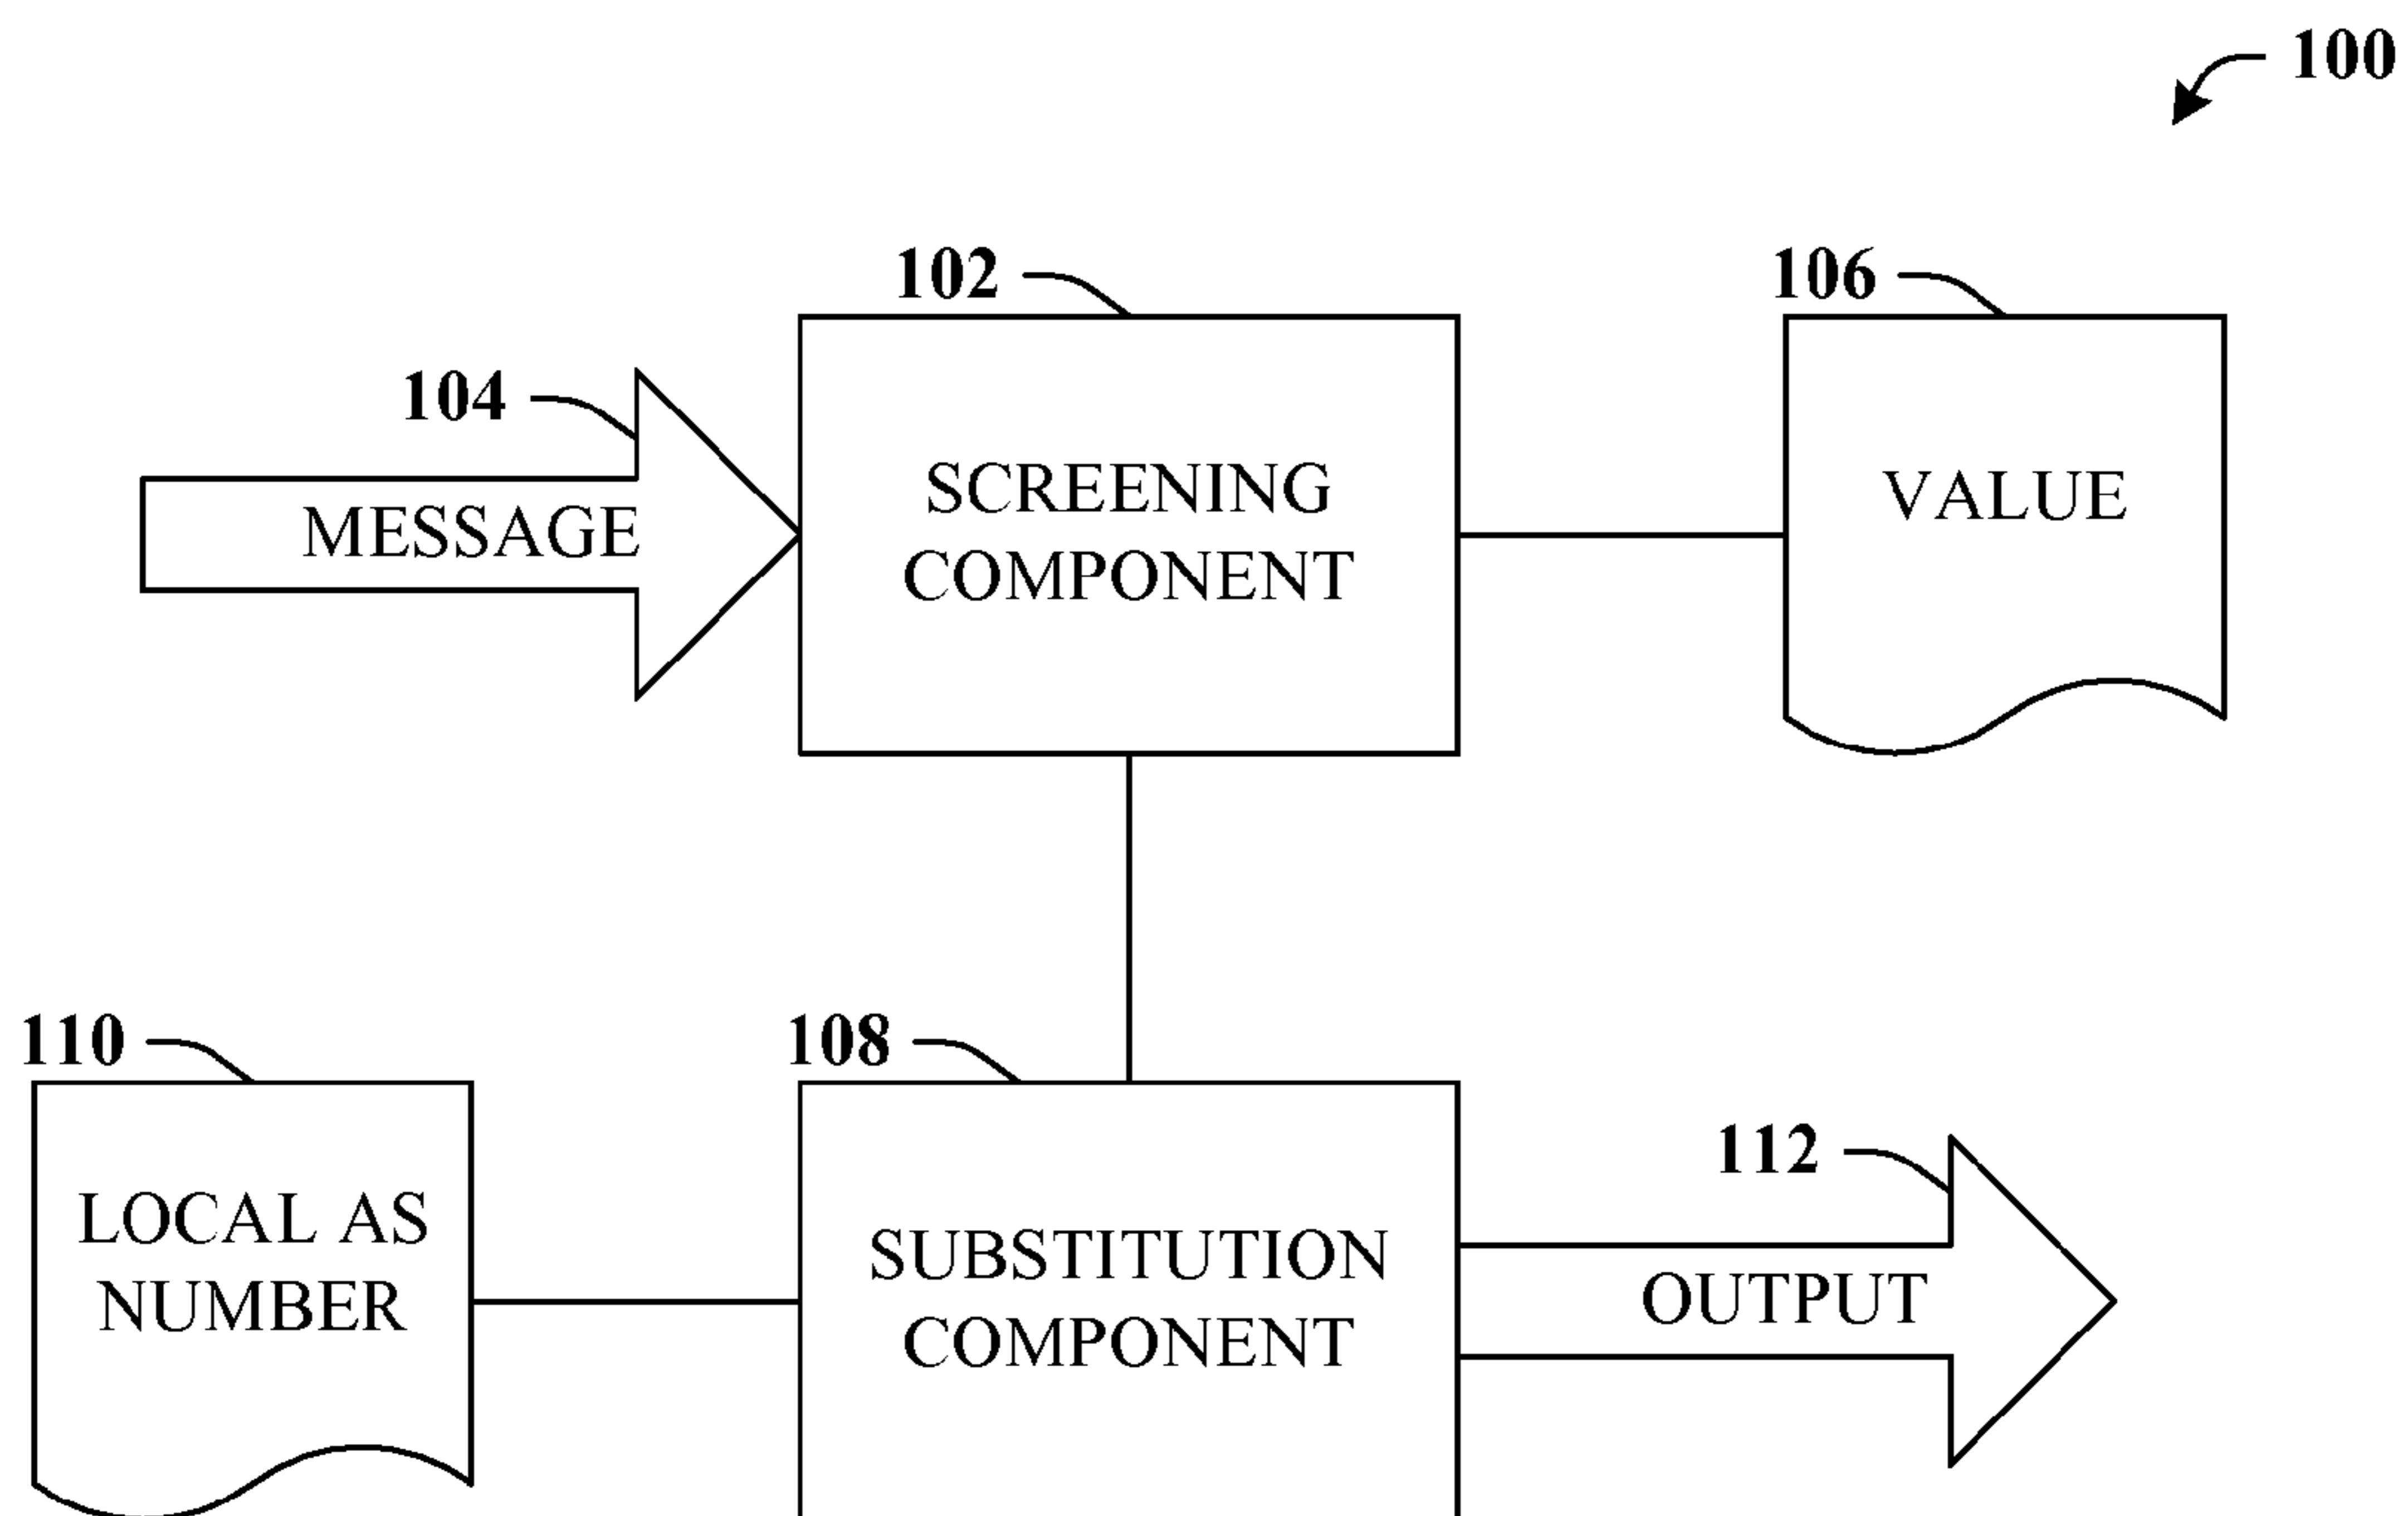 100
102
106
104
MESSAGE
SCREENING
COMPONENT
VALUE
110
108
112
LOCAL AS
NUMBER
SUBSTITUTION
COMPONENT
OUTPUT